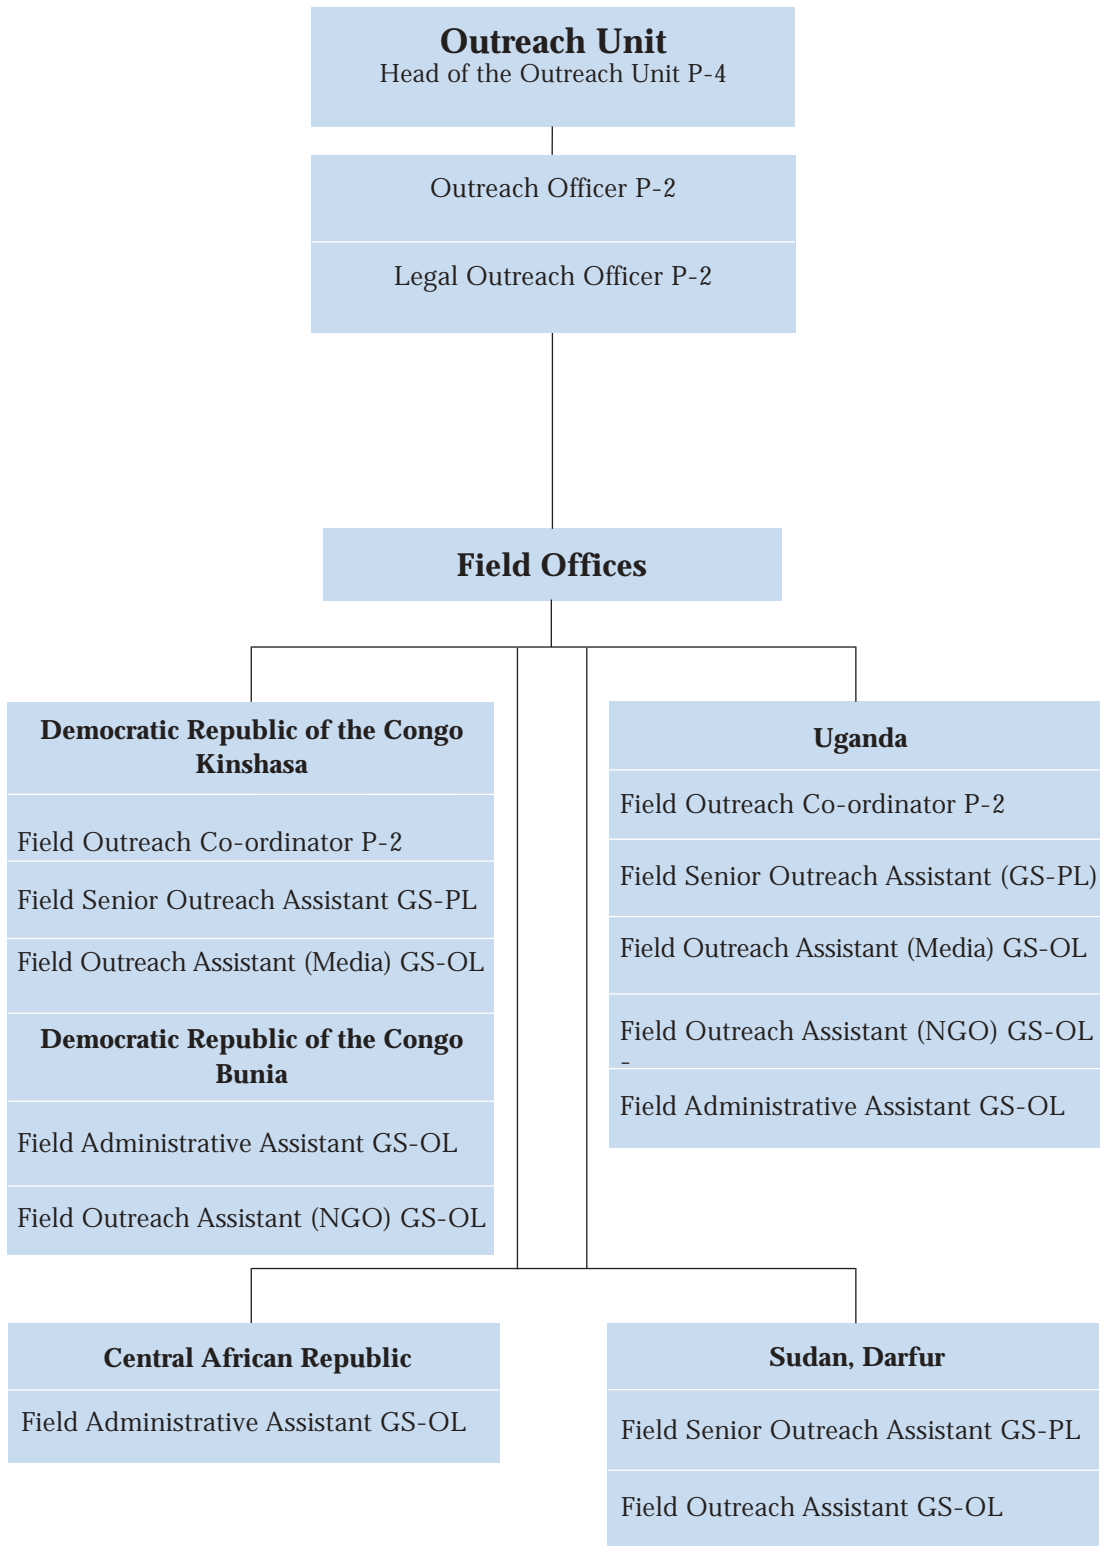 Outreach Unit
Head of the Outreach Unit P-4
Outreach Officer P-2
Legal Outreach Officer P-2
Field Offices
Democratic Republic of the Congo
Kinshasa
Field Outreach Co-ordinator P-2
Field Senior Outreach Assistant GS-PL
Field Outreach Assistant (Media) GS-OL
Democratic Republic of the Congo
Bunia
Field Administrative Assistant GS-OL
Field Outreach Assistant (NGO) GS-OL
Uganda
Field Outreach Co-ordinator P-2
Field Senior Outreach Assistant (GS-PL)
Field Outreach Assistant (Media) GS-OL
Field Outreach Assistant (NGO) GS-OL
-
Field Administrative Assistant GS-OL
Central African Republic
Field Administrative Assistant GS-OL
Sudan, Darfur
Field Senior Outreach Assistant GS-PL
Field Outreach Assistant GS-OL